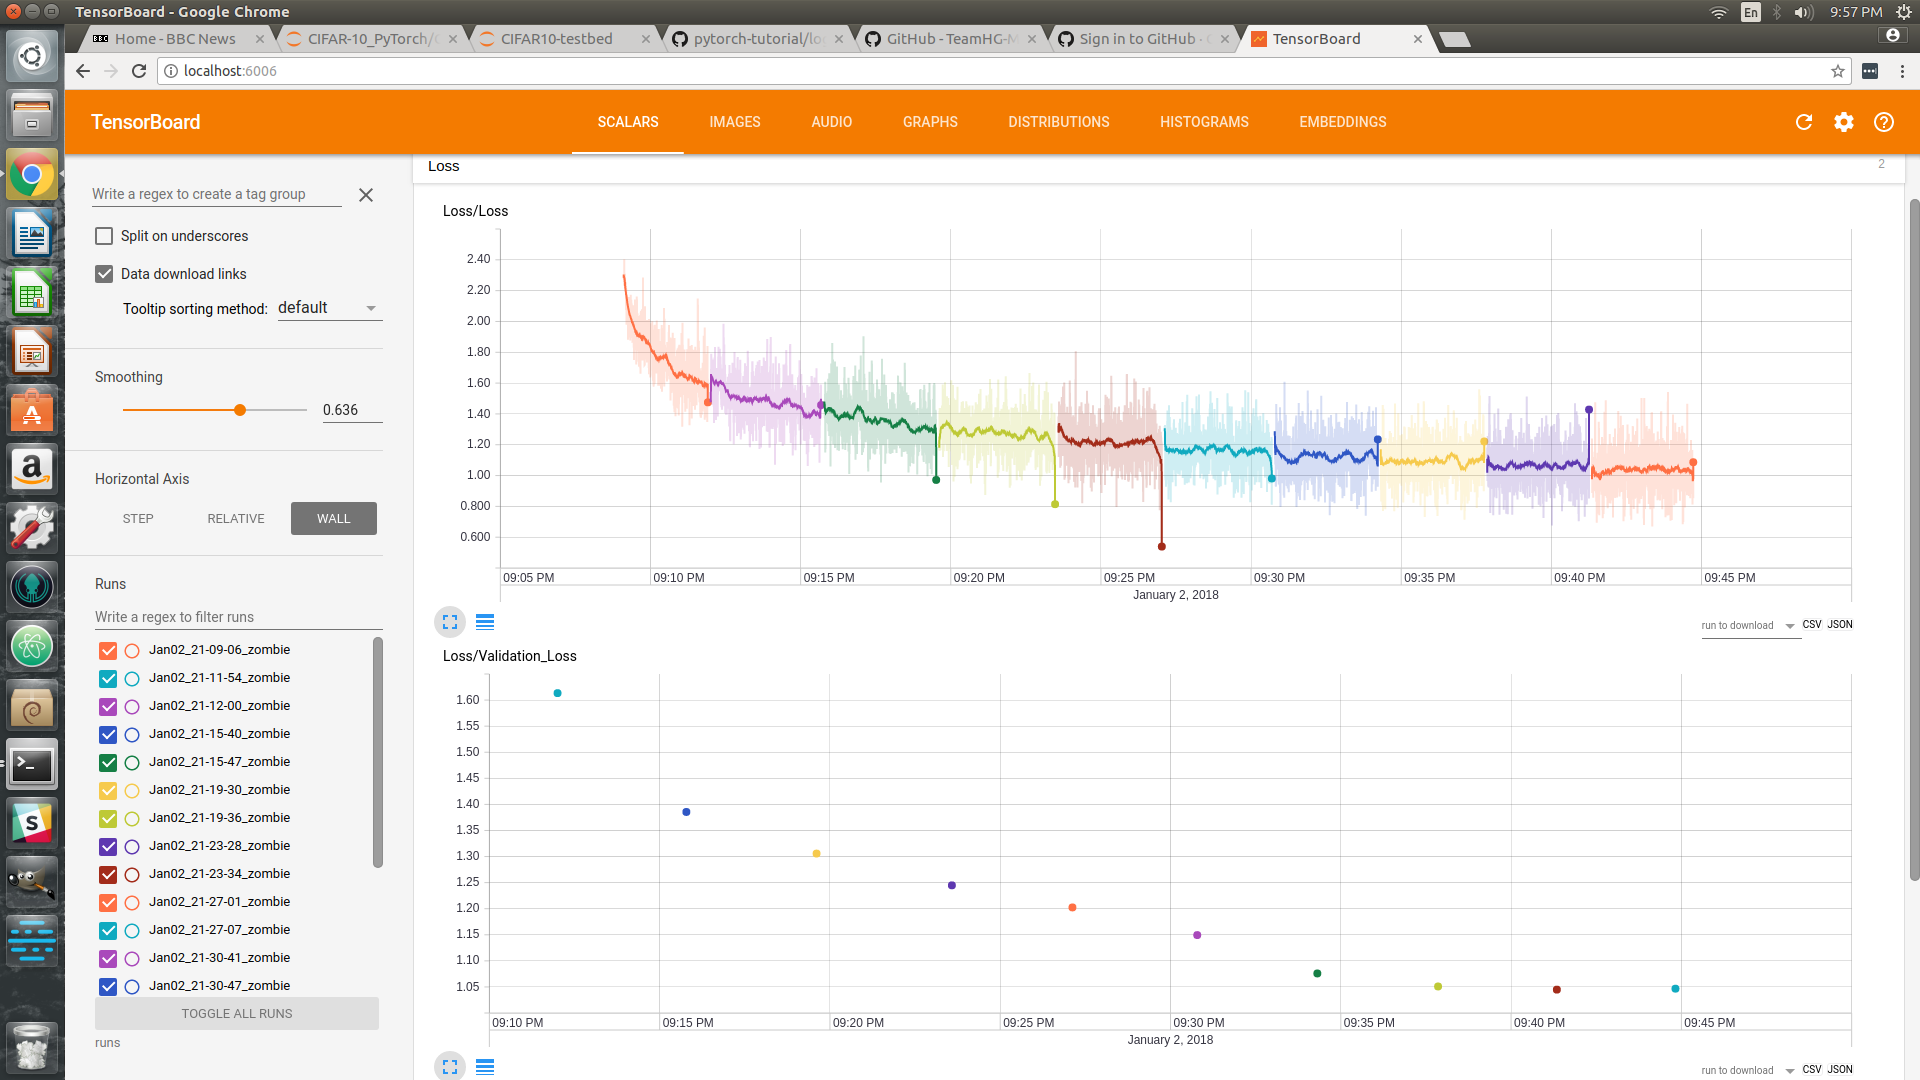 TensorBoard - Google Chrome
En
9:57 PM
BBC Home - BBC News
CIFAR-10_PyTorch/
CIFAR10-testbed
pytorch-tutorial/lo
GitHub - TeamHG-M
Sign in to GitHub ·
TensorBoard
localhost:6006
TensorBoard
SCALARS
IMAGES
AUDIO
GRAPHS
DISTRIBUTIONS
HISTOGRAMS
EMBEDDINGS
Write a regex to create a tag group
Split on underscores
Data download links
Tooltip sorting method: default
Smoothing
0.636
Horizontal Axis
STEP RELATIVE WALL
Runs
Write a regex to filter runs
Jan02_21-09-06_zombie
Jan02_21-11-54_zombie
Jan02_21-12-00_zombie
Jan02_21-15-40_zombie
Jan02_21-15-47_zombie
Jan02_21-19-30_zombie
Jan02_21-19-36_zombie
Jan02_21-23-28_zombie
Jan02_21-23-34_zombie
Jan02_21-27-01_zombie
Jan02_21-27-07_zombie
Jan02_21-30-41_zombie
Jan02_21-30-47_zombie
TOGGLE ALL RUNS
runs
Loss
2
Loss/Loss
2.40
2.20
2.00
1.80
1.60
1.40
1.20
1.00
0.800
0.600
09:05 PM 09:10 PM 09:15 PM 09:20 PM 09:25 PM 09:30 PM 09:35 PM 09:40 PM 09:45 PM
January 2, 2018
run to download CSV JSON
Loss/Validation_Loss
1.60
1.55
1.50
1.45
1.40
1.35
1.30
1.25
1.20
1.15
1.10
1.05
09:10 PM 09:15 PM 09:20 PM 09:25 PM 09:30 PM 09:35 PM 09:40 PM 09:45 PM
January 2, 2018
run to download CSV JSON